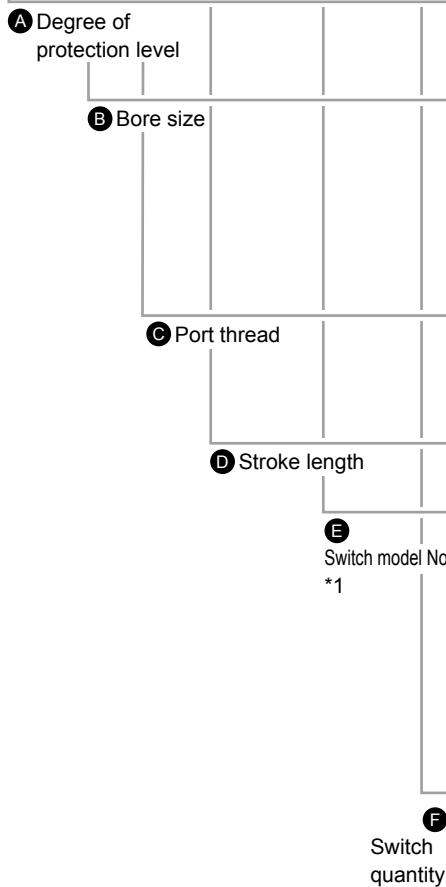 A Degree of
protection level
B Bore size
C Port thread
D Stroke length
E
Switch model No
*1
F
Switch
quantity